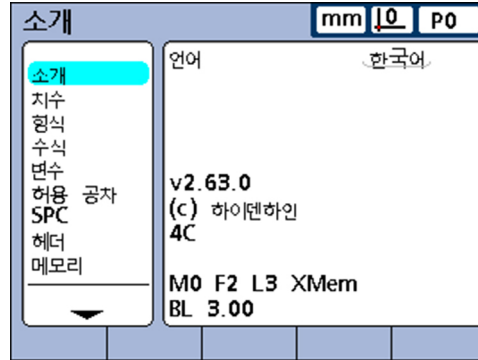 소개 mm 0 P0
소개
치수
형식
수식
변수
허용 공차
SPC
헤더
메모리
언어 한국어
v2.63.0
(c) 하이덴하인
4C
M0 F2 L3 XMem
BL 3.00